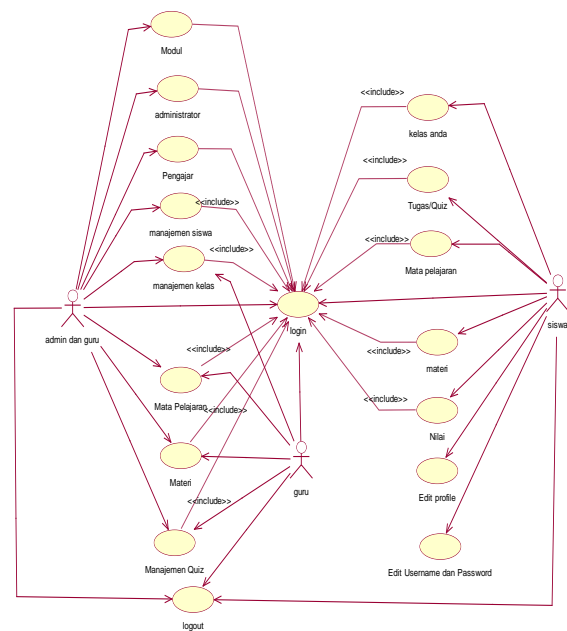 Modul
<<include>>
kelas anda
administrator
Pengajar
<<include>>
Tugas/Quiz
<<include>>
manajemen siswa
<<include>>
Mata pelajaran
<<include>>
manajemen kelas
admin dan guru
login
siswa
<<include>>
<<include>>
materi
Mata Pelajaran
<<include>>
<<include>>
Nilai
Materi
guru
Edit profile
<<include>>
Manajemen Quiz
Edit Username dan Password
logout